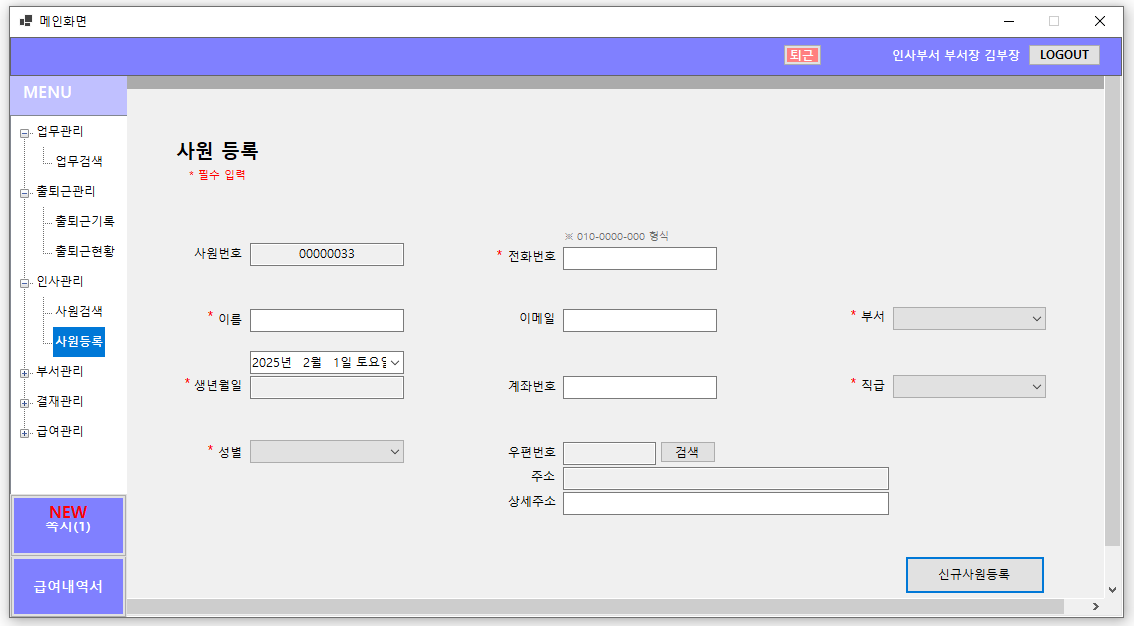 메인화면
퇴근 인사부서 부서장 김부장 LOGOUT
MENU
업무관리
업무검색
출퇴근관리
출퇴근기록
출퇴근현황
인사관리
사원검색
사원등록
부서관리
결재관리
급여관리
NEW
쪽지(1)
급여내역서
사원 등록
* 필수 입력
사원번호 00000033
※ 010-0000-000 형식
* 전화번호
* 이름
이메일
* 부서
2025년 2월 1일 토요일
* 생년월일
계좌번호
* 직급
* 성별
우편번호 검색
주소
상세주소
신규사원등록